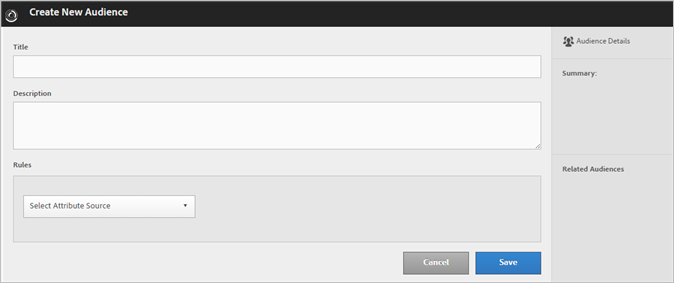 Create New Audience
Title
Description
Rules
Select Attribute Source
Cancel
Save
Audience Details
Summary:
Related Audiences